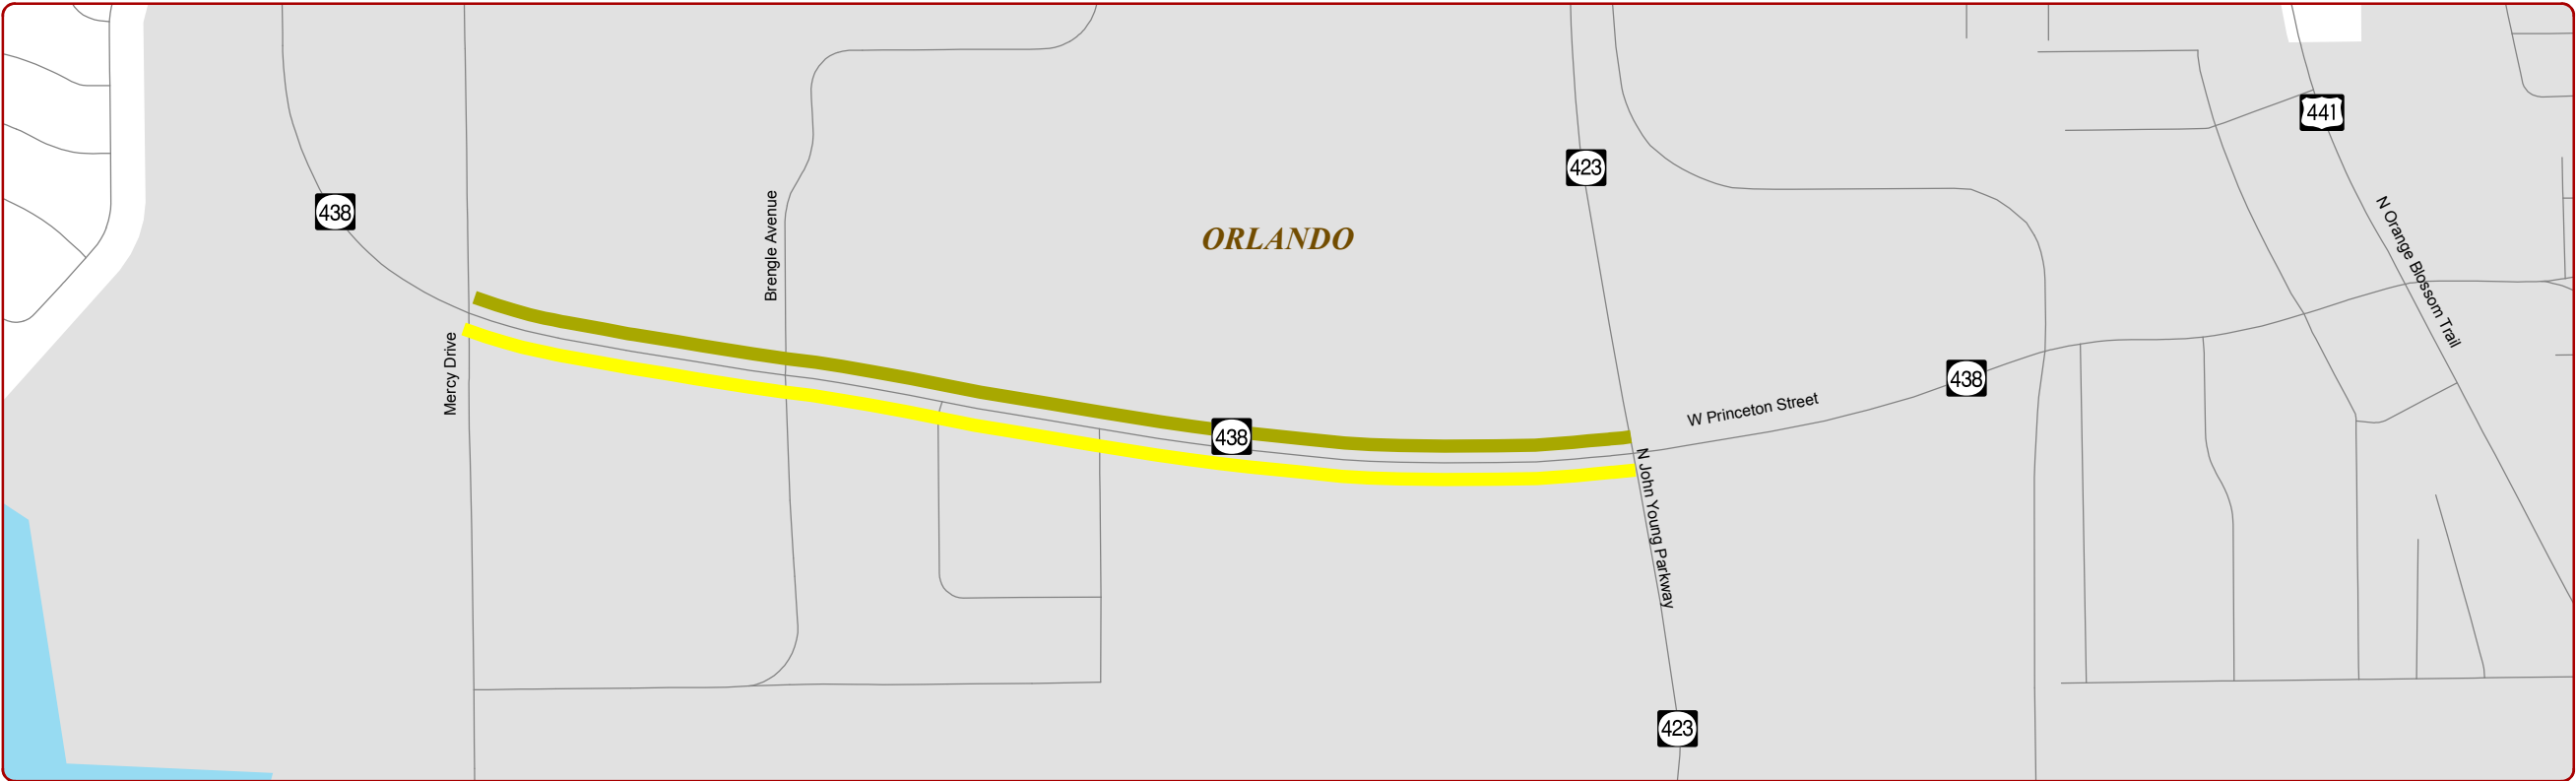 441
423
438
N Orange Blossom Trail
Brengle Avenue
ORLANDO
Mercy Drive
438
W Princeton Street
438
N John Young Parkway
423